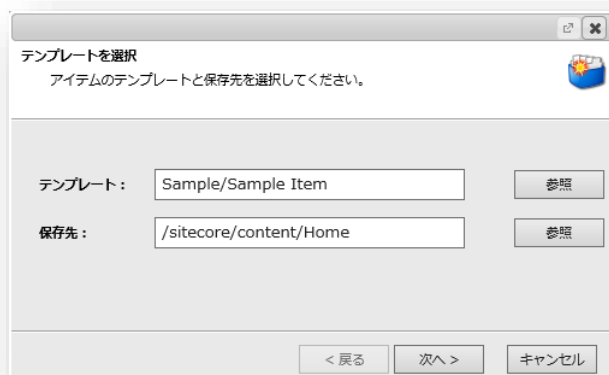 テンプレートを選択
アイテムのテンプレートと保存先を選択してください。
テンプレート： Sample/Sample Item 参照
保存先： /sitecore/content/Home 参照
< 戻る 次へ > キャンセル